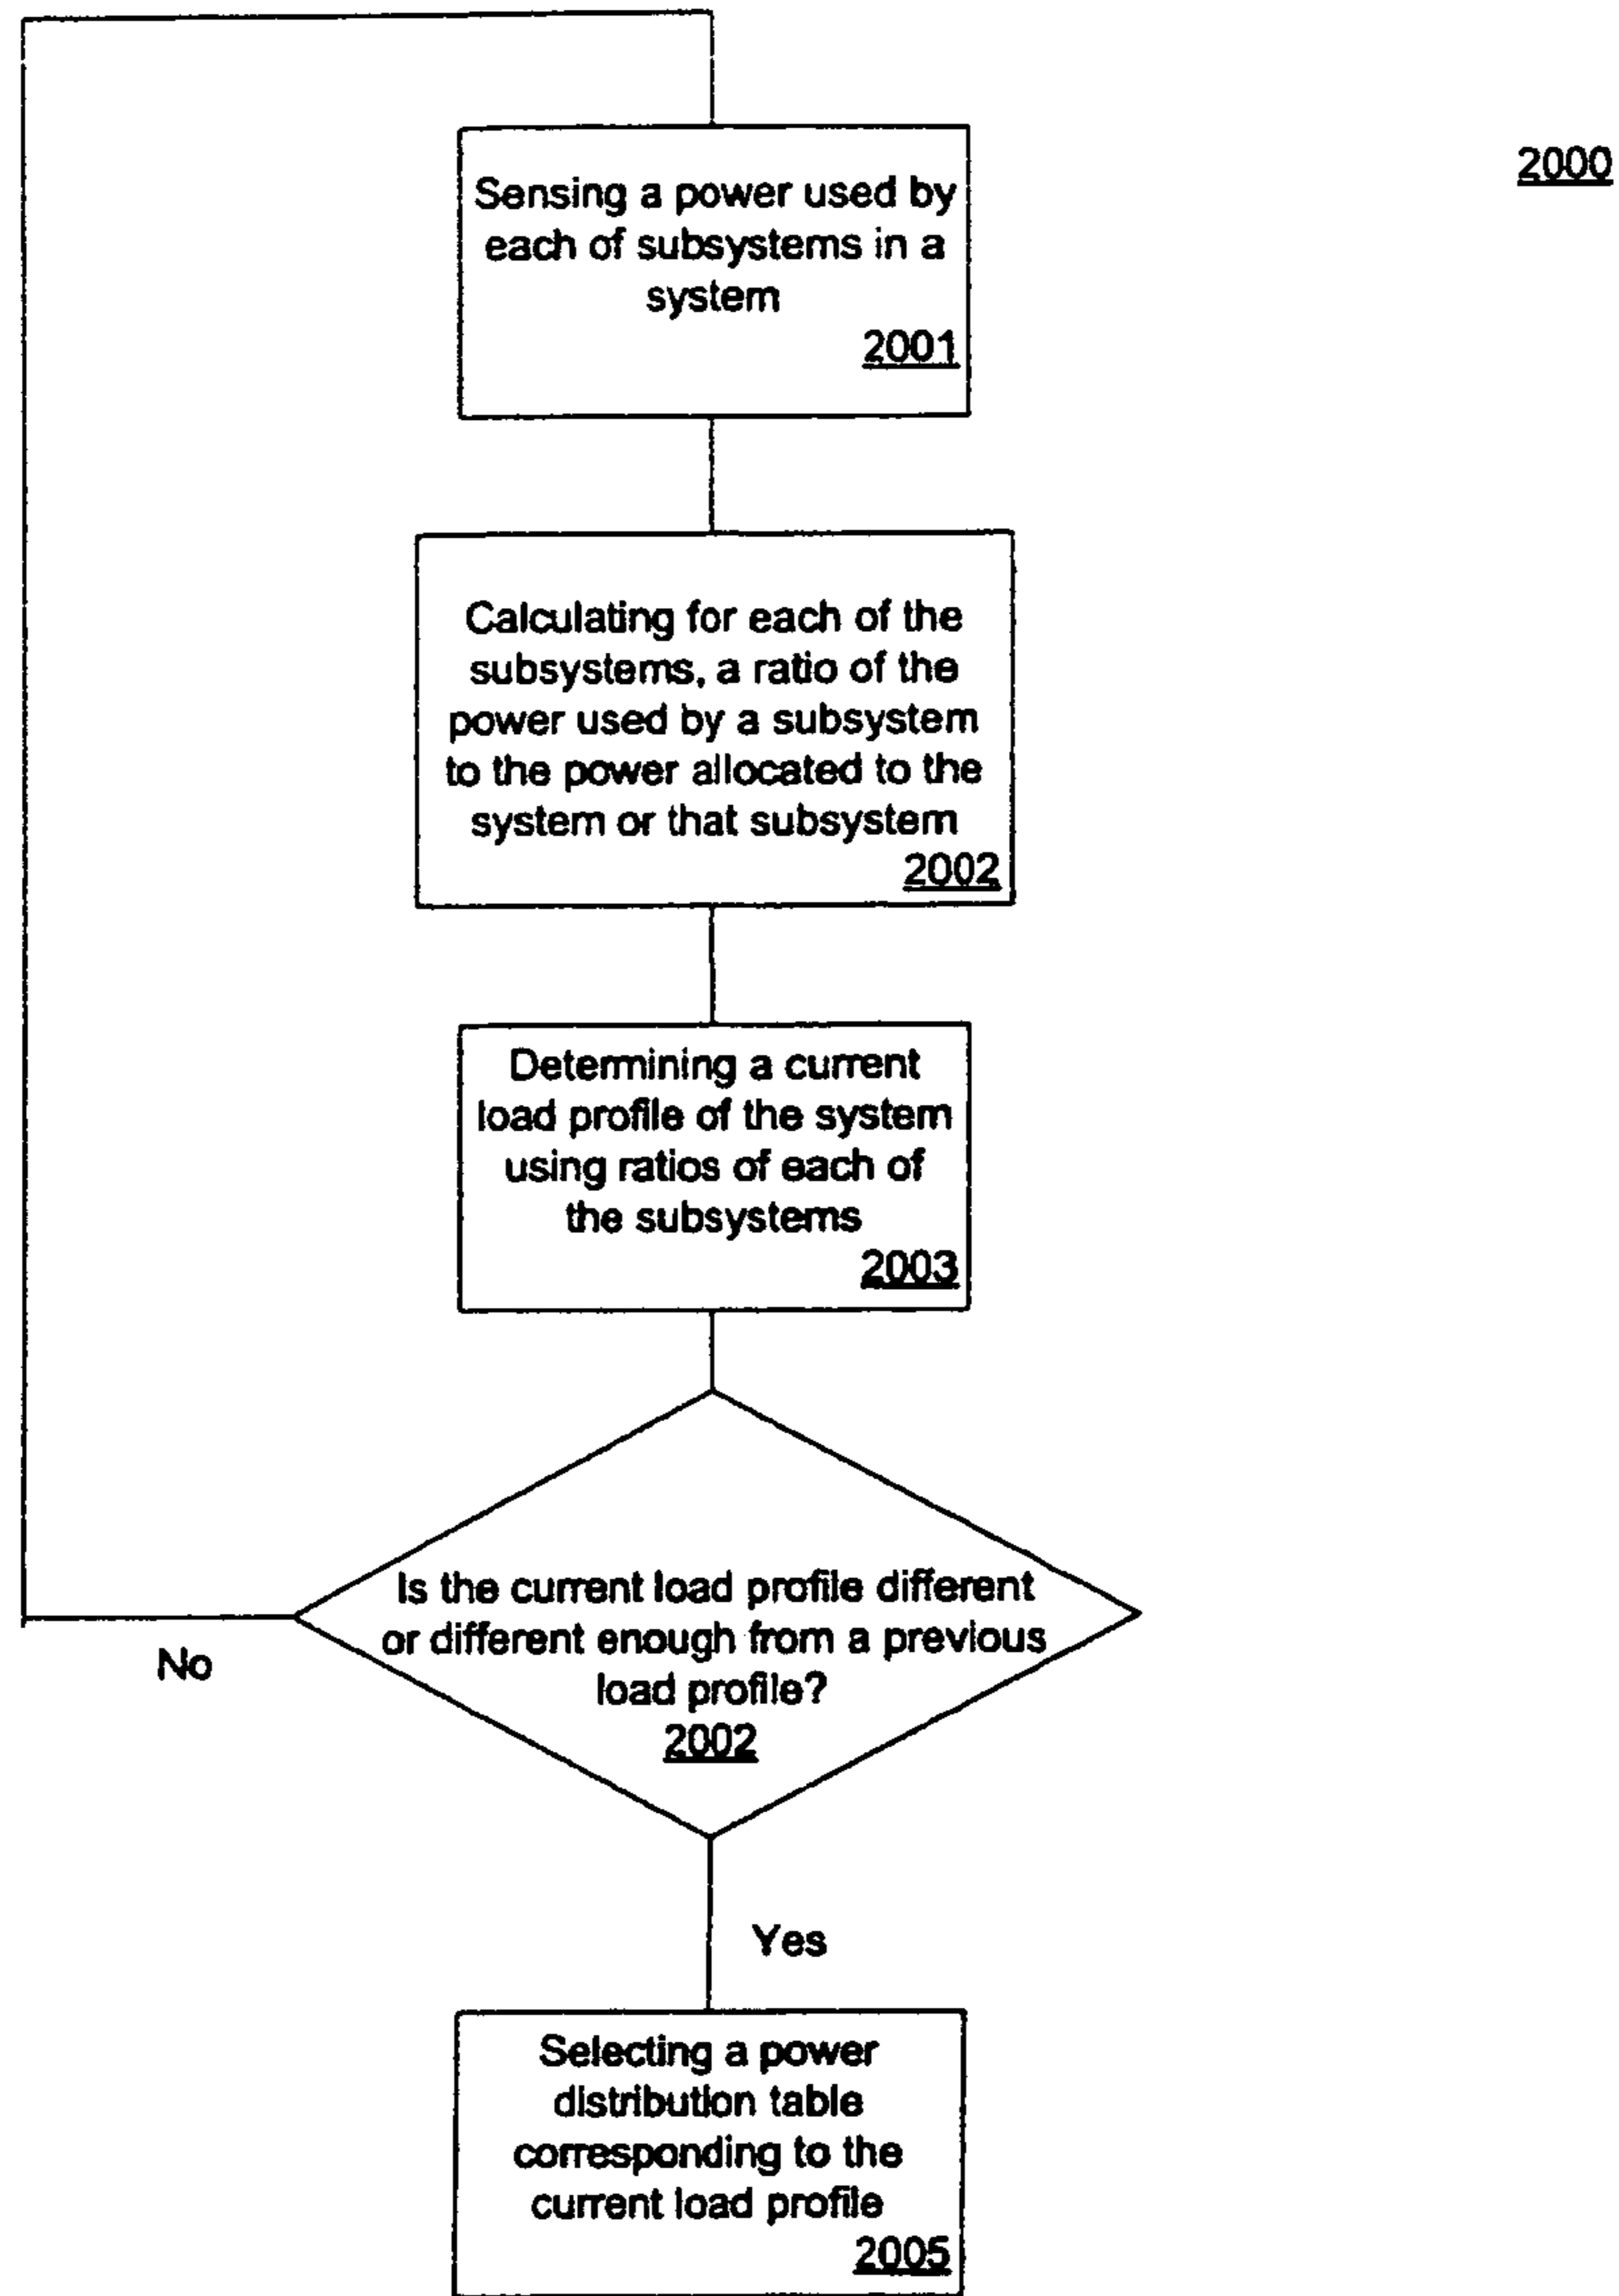 2000
Sensing a power used by
each of subsystems in a
system
2001
Calculating for each of the
subsystems, a ratio of the
power used by a subsystem
to the power allocated to the
system or that subsystem
2002
Determining a current
load profile of the system
using ratios of each of
the subsystems
2003
Is the current load profile different
or different enough from a previous
load profile?
2002
No
Yes
Selecting a power
distribution table
corresponding to the
current load profile
2005